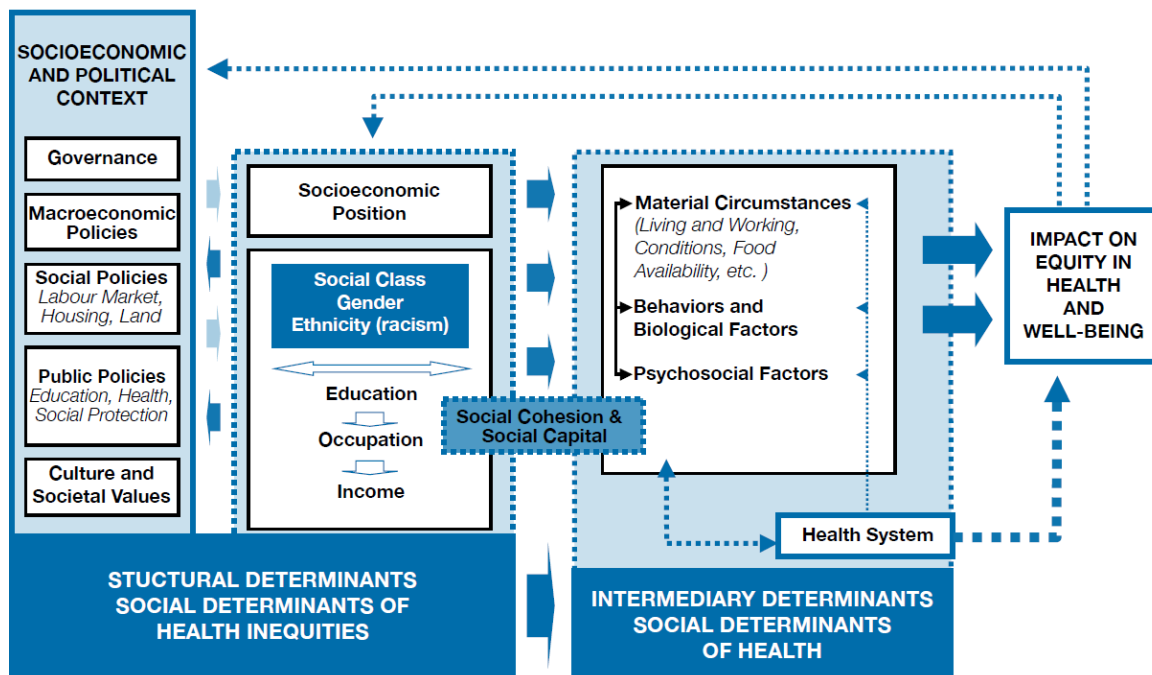 SOCIOECONOMIC
AND POLITICAL
CONTEXT
Governance
Macroeconomic
Policies
Social Policies
Labour Market,
Housing, Land
Public Policies
Education, Health,
Social Protection
Culture and
Societal Values
Socioeconomic
Position
Social Class
Gender
Ethnicity (racism)
Education
Occupation
Income
Social Cohesion &
Social Capital
Material Circumstances
(Living and Working,
Conditions, Food
Availability, etc. )
Behaviors and
Biological Factors
Psychosocial Factors
Health System
IMPACT ON
EQUITY IN
HEALTH
AND
WELL-BEING
STUCTURAL DETERMINANTS
SOCIAL DETERMINANTS OF
HEALTH INEQUITIES
INTERMEDIARY DETERMINANTS
SOCIAL DETERMINANTS
OF HEALTH